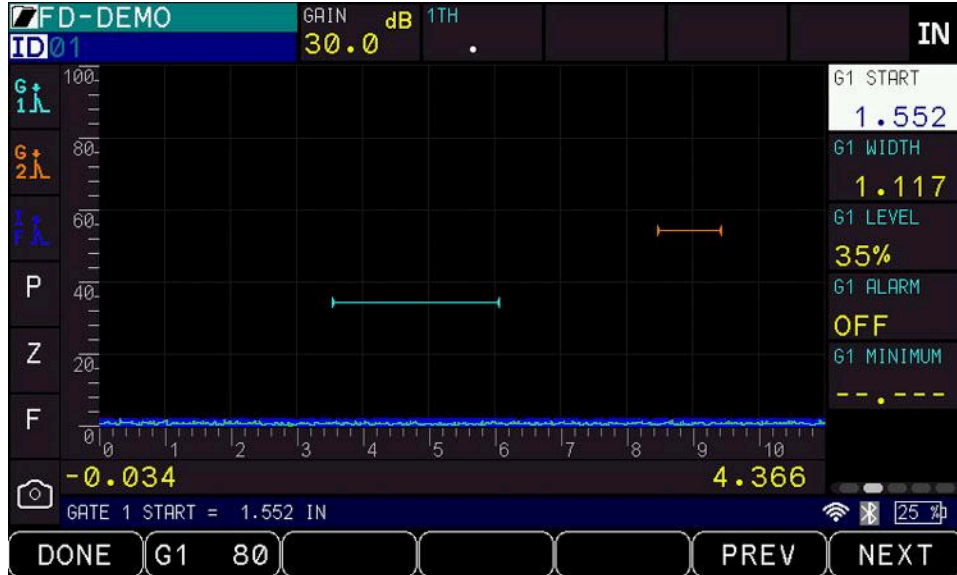 FD-DEMO
ID01
GAIN dB
30.0
1TH
.
IN
G
1
G
2
I
F
P
Z
F
100
80
60
40
20
0
0 1 2 3 4 5 6 7 8 9 10
-0.034
4.366
G1 START
1.552
G1 WIDTH
1.117
G1 LEVEL
35%
G1 ALARM
OFF
G1 MINIMUM
--.---
GATE 1 START = 1.552 IN
25 %
DONE
G1 80
PREV
NEXT